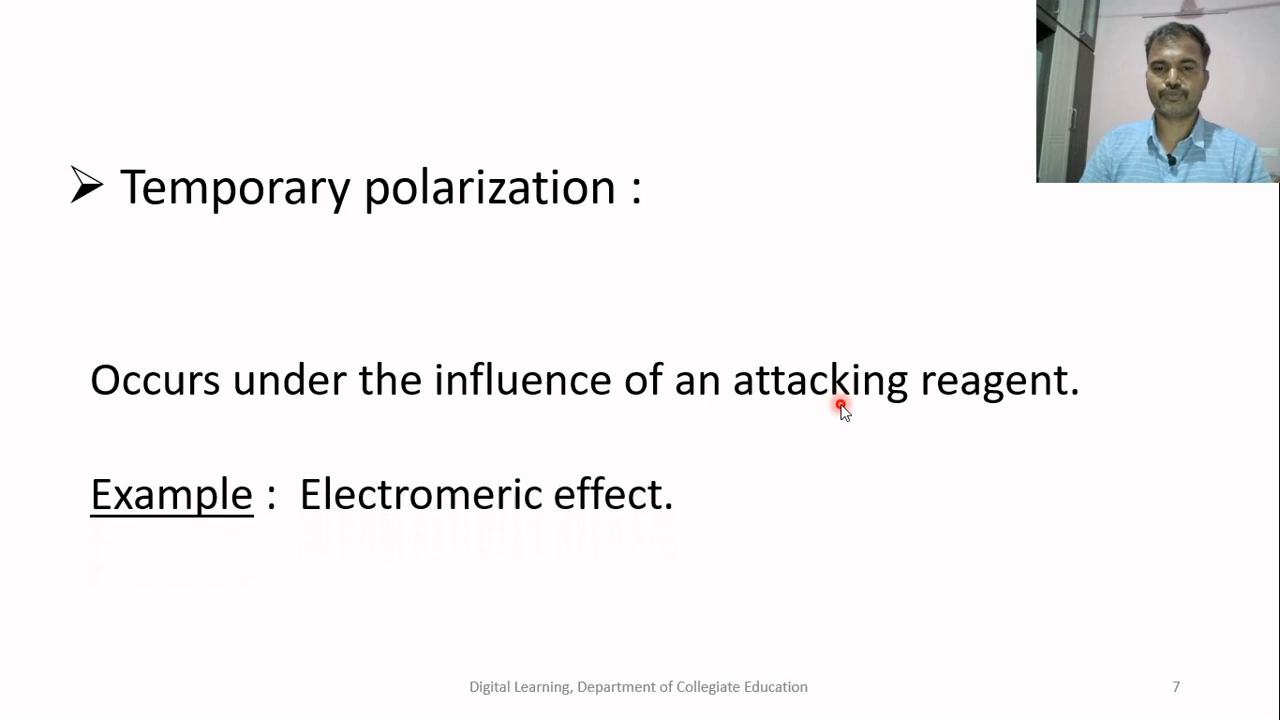 Temporary polarization :
Occurs under the influence of an attacking reagent.
Example : Electromeric effect.
Digital Learning, Department of Collegiate Education 7